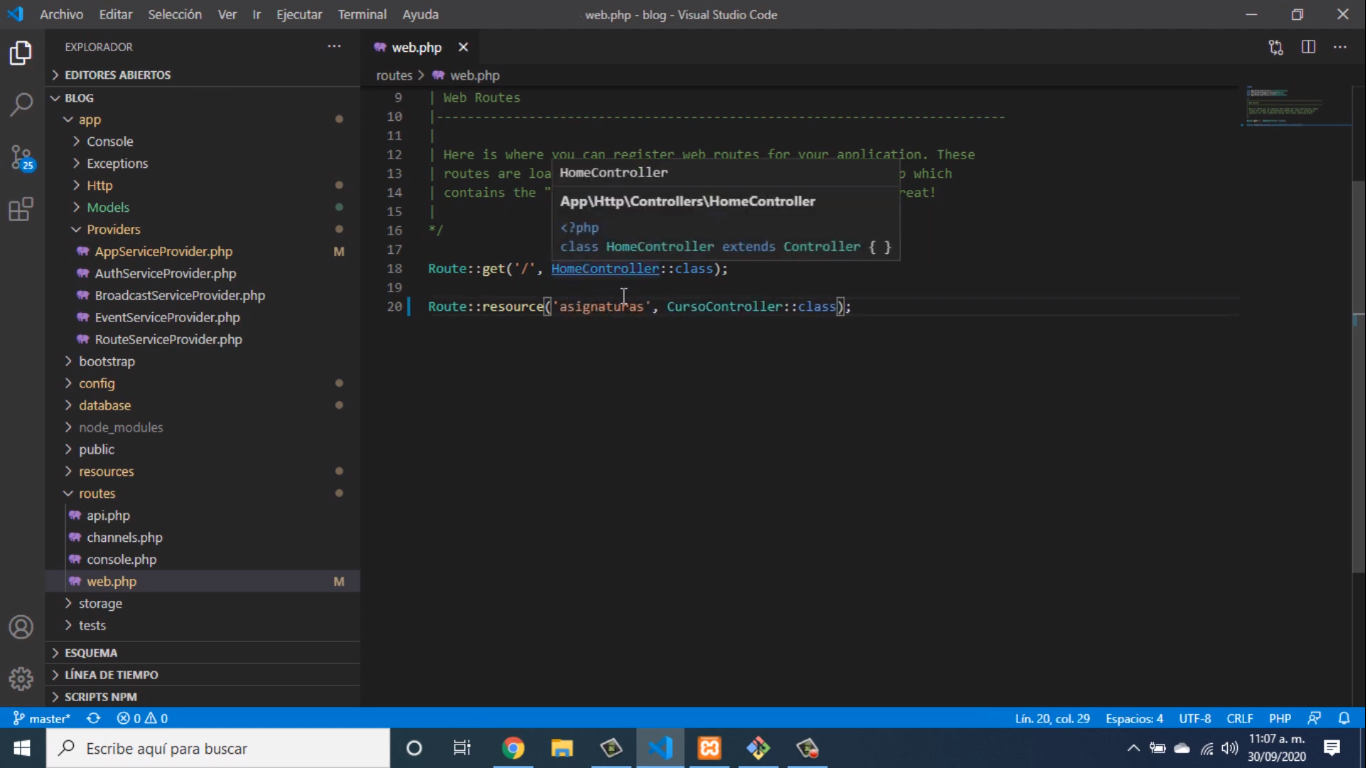 Archivo Editar Selección Ver Ir Ejecutar Terminal Ayuda
web.php - blog - Visual Studio Code
EXPLORADOR
EDITORES ABIERTOS
BLOG
app
Console
Exceptions
Http
Models
Providers
AppServiceProvider.php M
AuthServiceProvider.php
BroadcastServiceProvider.php
EventServiceProvider.php
RouteServiceProvider.php
bootstrap
config
database
node_modules
public
resources
routes
api.php
channels.php
console.php
web.php M
storage
tests
ESQUEMA
LÍNEA DE TIEMPO
SCRIPTS NPM
25
web.php
routes > web.php
9 | Web Routes
10 |--------------------------------------------------------------------------
11 |
12 | Here is where you can register web routes for your application. These
13 | routes are loa p which
14 | contains the " reat!
15 |
16 */
17
18 Route::get('/', HomeController::class);
19
20 Route::resource('asignaturas', CursoController::class);
HomeController
App\Http\Controllers\HomeController
<?php
class HomeController extends Controller { }
master* 0 0
Lín. 20, col. 29 Espacios: 4 UTF-8 CRLF PHP
Escribe aquí para buscar
11:07 a. m.
30/09/2020